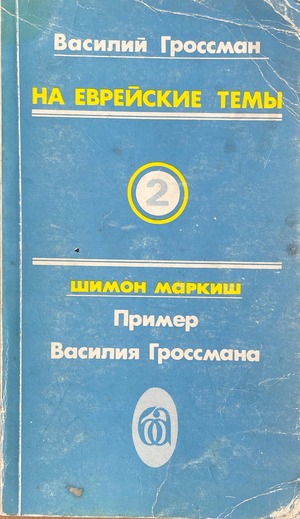 Василий Гроссман
НА ЕВРЕЙСКИЕ ТЕМЫ
2
ШИМОН МАРКИШ
Пример
Василия Гроссмана